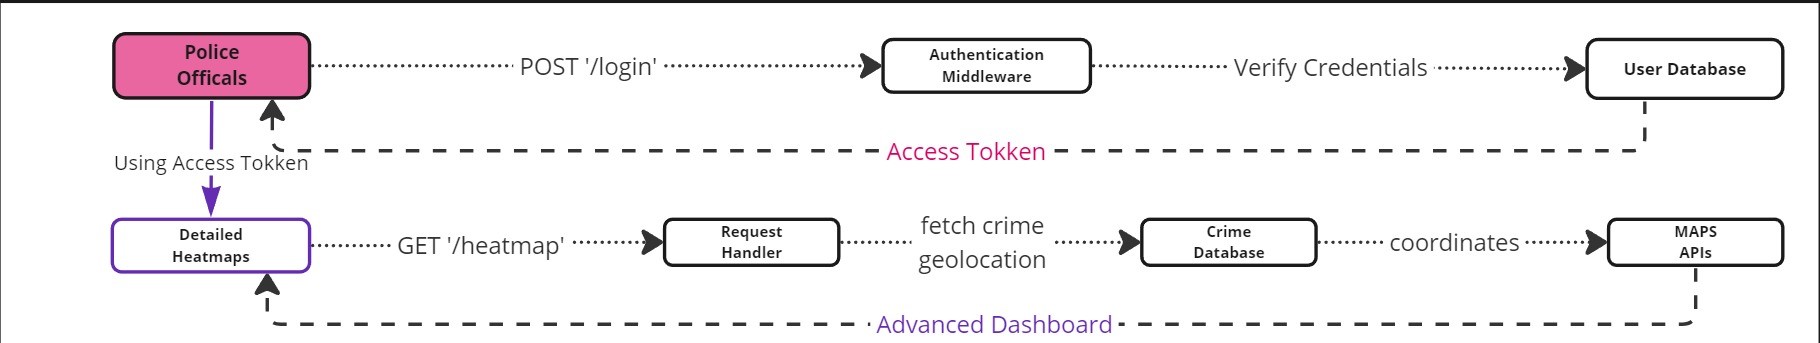 Police
Officals
POST '/login'
Authentication
Middleware
Verify Credentials
User Database
Access Tokken
Using Access Tokken
Detailed
Heatmaps
GET '/heatmap'
Request
Handler
fetch crime
geolocation
Crime
Database
coordinates
MAPS
APIs
Advanced Dashboard